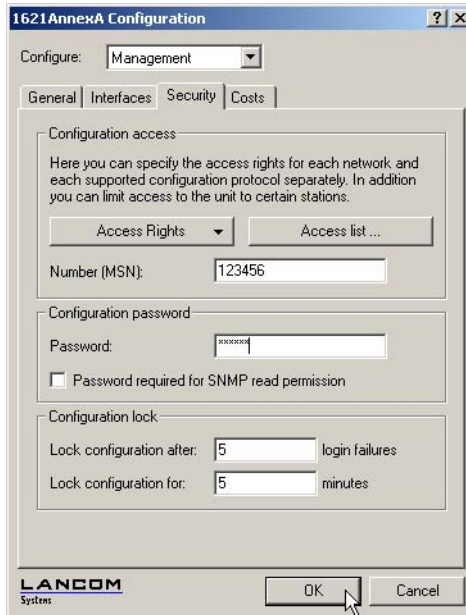 1621AnnexA Configuration
Configure: Management
General Interfaces Security Costs
Configuration access
Here you can specify the access rights for each network and
each supported configuration protocol separately. In addition
you can limit access to the unit to certain stations.
Access Rights Access list ...
Number (MSN): 123456
Configuration password
Password: ******
Password required for SNMP read permission
Configuration lock
Lock configuration after: 5 login failures
Lock configuration for: 5 minutes
LANCOM
Systems
OK Cancel